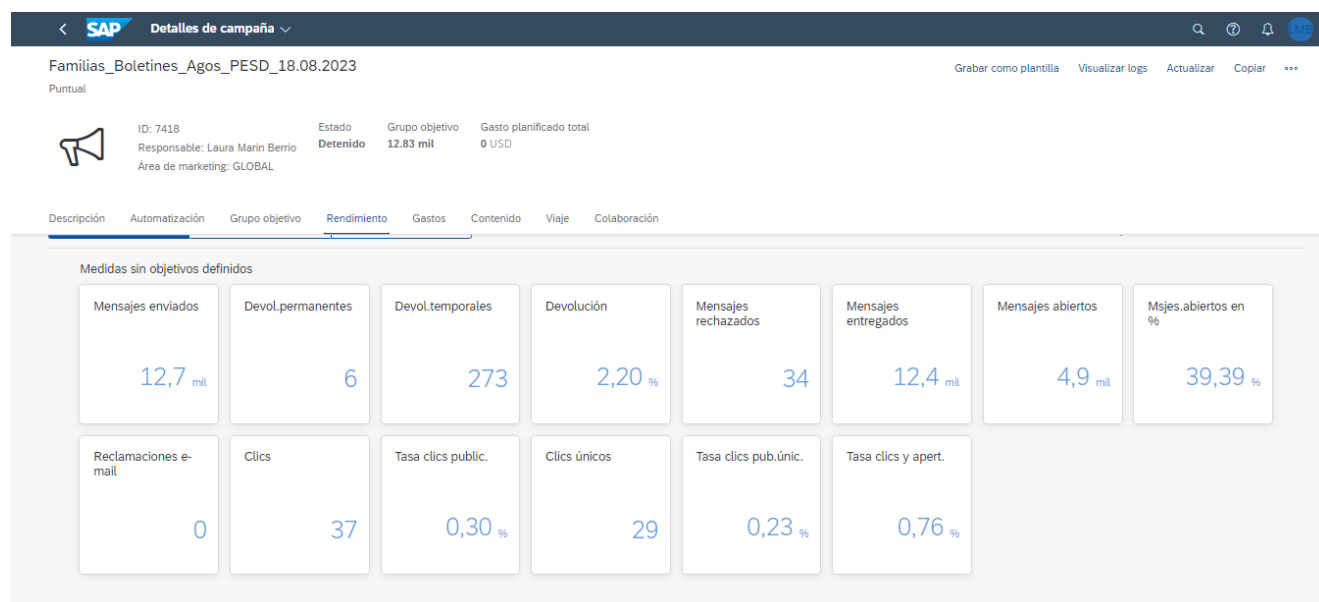 SAP Detalles de campaña
LMB
Familias_Boletines_Agos_PESD_18.08.2023
Grabar como plantilla Visualizar logs Actualizar Copiar
Puntual
ID: 7418
Responsable: Laura Marin Berrio
Área de marketing: GLOBAL
Estado
Detenido
Grupo objetivo
12.83 mil
Gasto planificado total
0 USD
Descripción Automatización Grupo objetivo Rendimiento Gastos Contenido Viaje Colaboración
Medidas sin objetivos definidos
Mensajes enviados
12,7 mil
Devol.permanentes
6
Devol.temporales
273
Devolución
2,20 %
Mensajes
rechazados
34
Mensajes
entregados
12,4 mil
Mensajes abiertos
4,9 mil
Msjes.abiertos en
%
39,39 %
Reclamaciones e-
mail
0
Clics
37
Tasa clics public.
0,30 %
Clics únicos
29
Tasa clics pub.únic.
0,23 %
Tasa clics y apert.
0,76 %